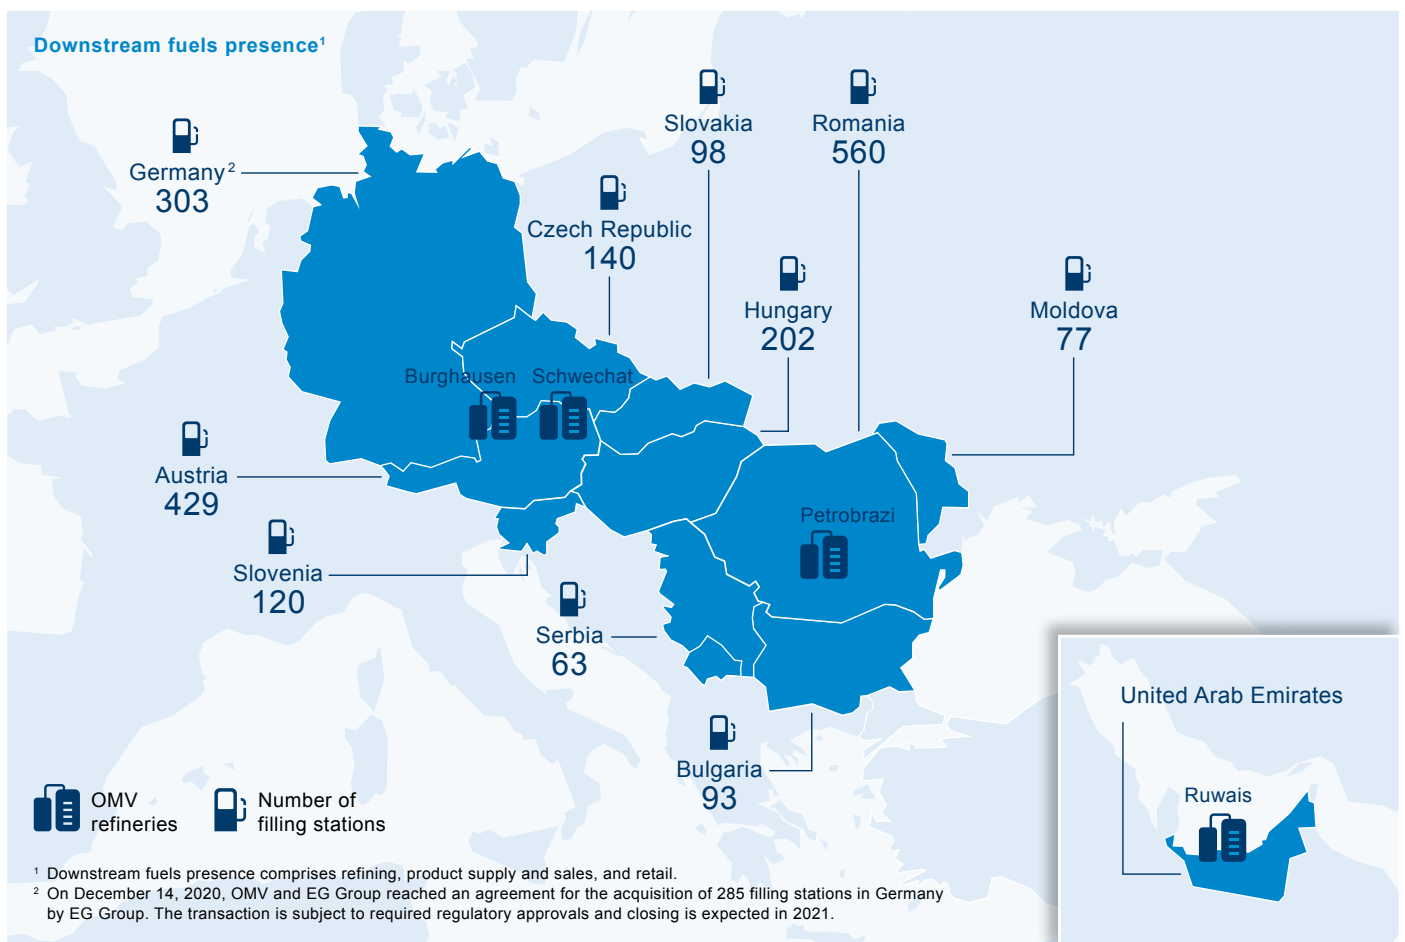 Downstream fuels presence¹
Slovakia
98
Romania
560
Germany²
303
Czech Republic
140
Hungary
202
Moldova
77
Burghausen
Schwechat
Austria
429
Petrobrazi
Slovenia
120
Serbia
63
United Arab Emirates
Ruwais
Bulgaria
93
OMV
refineries
Number of
filling stations
¹ Downstream fuels presence comprises refining, product supply and sales, and retail.
² On December 14, 2020, OMV and EG Group reached an agreement for the acquisition of 285 filling stations in Germany
by EG Group. The transaction is subject to required regulatory approvals and closing is expected in 2021.